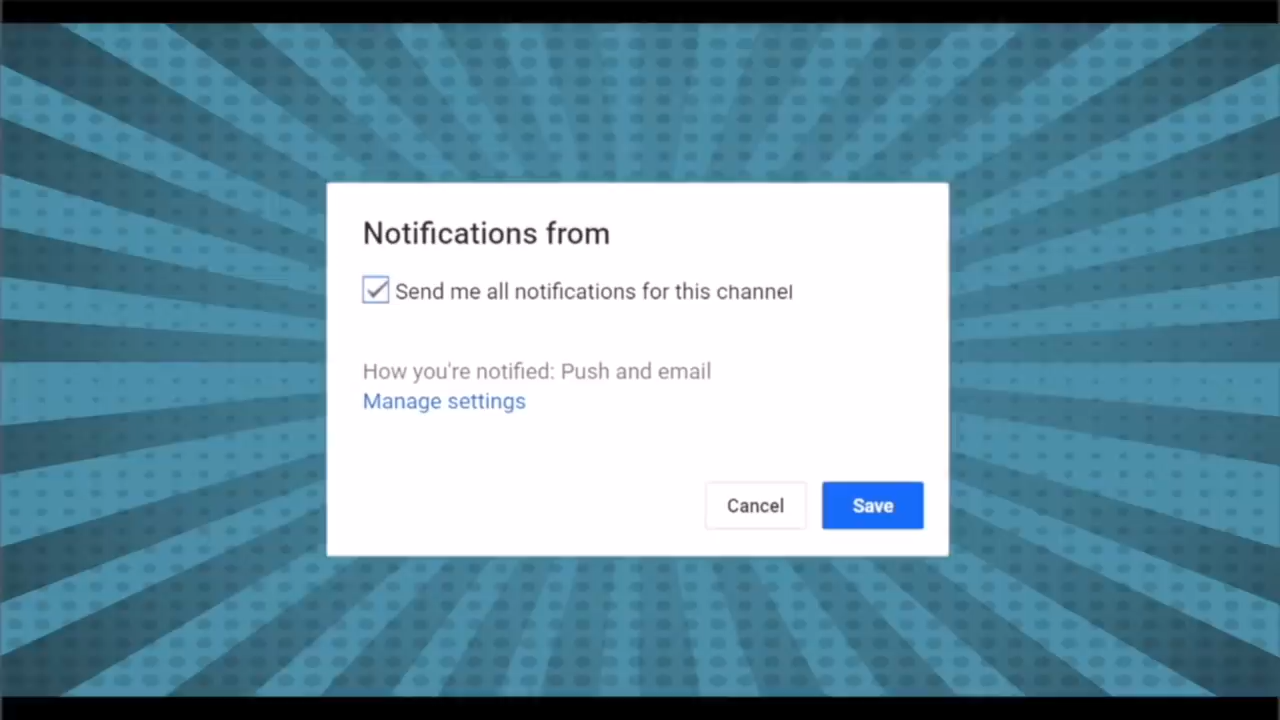 Notifications from
Send me all notifications for this channel
How you're notified: Push and email
Manage settings
Cancel
Save